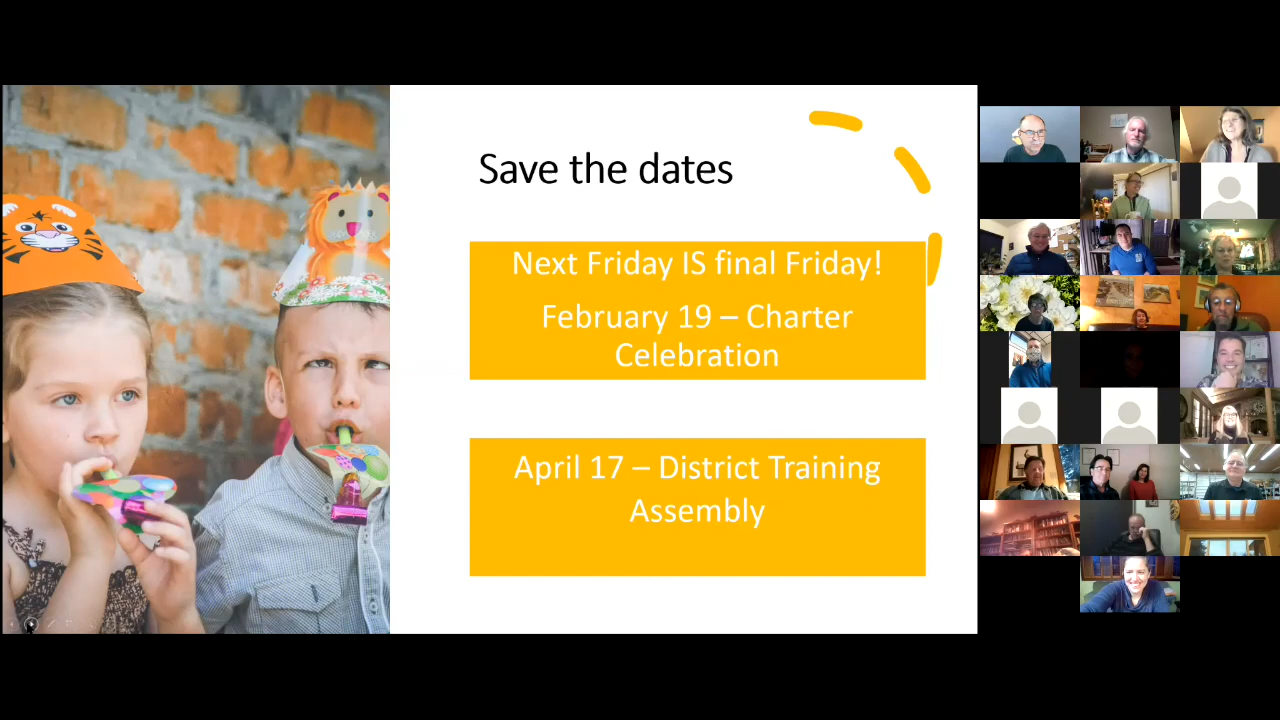 Save the dates
Next Friday IS final Friday!
February 19 – Charter
Celebration
April 17 – District Training
Assembly